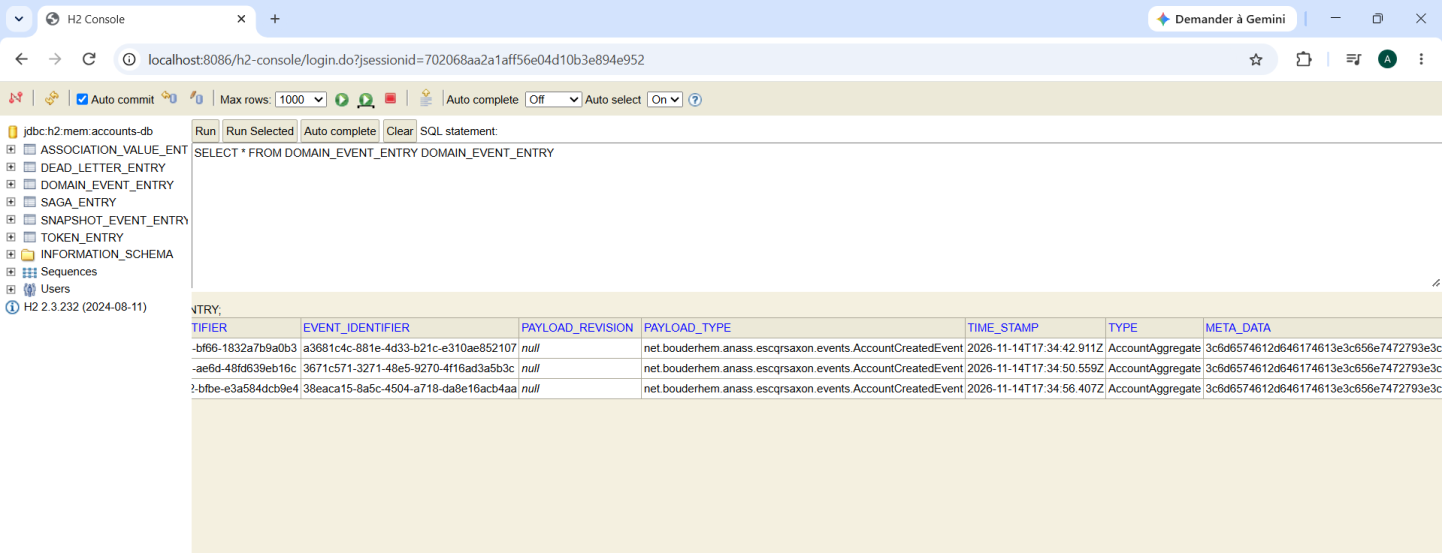 H2 Console
Demander à Gemini
localhost:8086/h2-console/login.do?jsessionid=702068aa2a1aff56e04d10b3e894e952
A
Auto commit Max rows: 1000 Auto complete Off Auto select On ?
jdbc:h2:mem:accounts-db
ASSOCIATION_VALUE_ENT
DEAD_LETTER_ENTRY
DOMAIN_EVENT_ENTRY
SAGA_ENTRY
SNAPSHOT_EVENT_ENTRY
TOKEN_ENTRY
INFORMATION_SCHEMA
Sequences
Users
H2 2.3.232 (2024-08-11)
Run Run Selected Auto complete Clear SQL statement:
SELECT * FROM DOMAIN_EVENT_ENTRY DOMAIN_EVENT_ENTRY
NTRY;
TIFIER EVENT_IDENTIFIER PAYLOAD_REVISION PAYLOAD_TYPE TIME_STAMP TYPE META_DATA
-bf66-1832a7b9a0b3 a3681c4c-881e-4d33-b21c-e310ae852107 null net.bouderhem.anass.escqrsaxon.events.AccountCreatedEvent 2026-11-14T17:34:42.911Z AccountAggregate 3c6d6574612d646174613e3c656e7472793e3c
-ae6d-48fd639eb16c 3671c571-3271-48e5-9270-4f16ad3a5b3c null net.bouderhem.anass.escqrsaxon.events.AccountCreatedEvent 2026-11-14T17:34:50.559Z AccountAggregate 3c6d6574612d646174613e3c656e7472793e3c
2-bfbe-e3a584dcb9e4 38eaca15-8a5c-4504-a718-da8e16acb4aa null net.bouderhem.anass.escqrsaxon.events.AccountCreatedEvent 2026-11-14T17:34:56.407Z AccountAggregate 3c6d6574612d646174613e3c656e7472793e3c